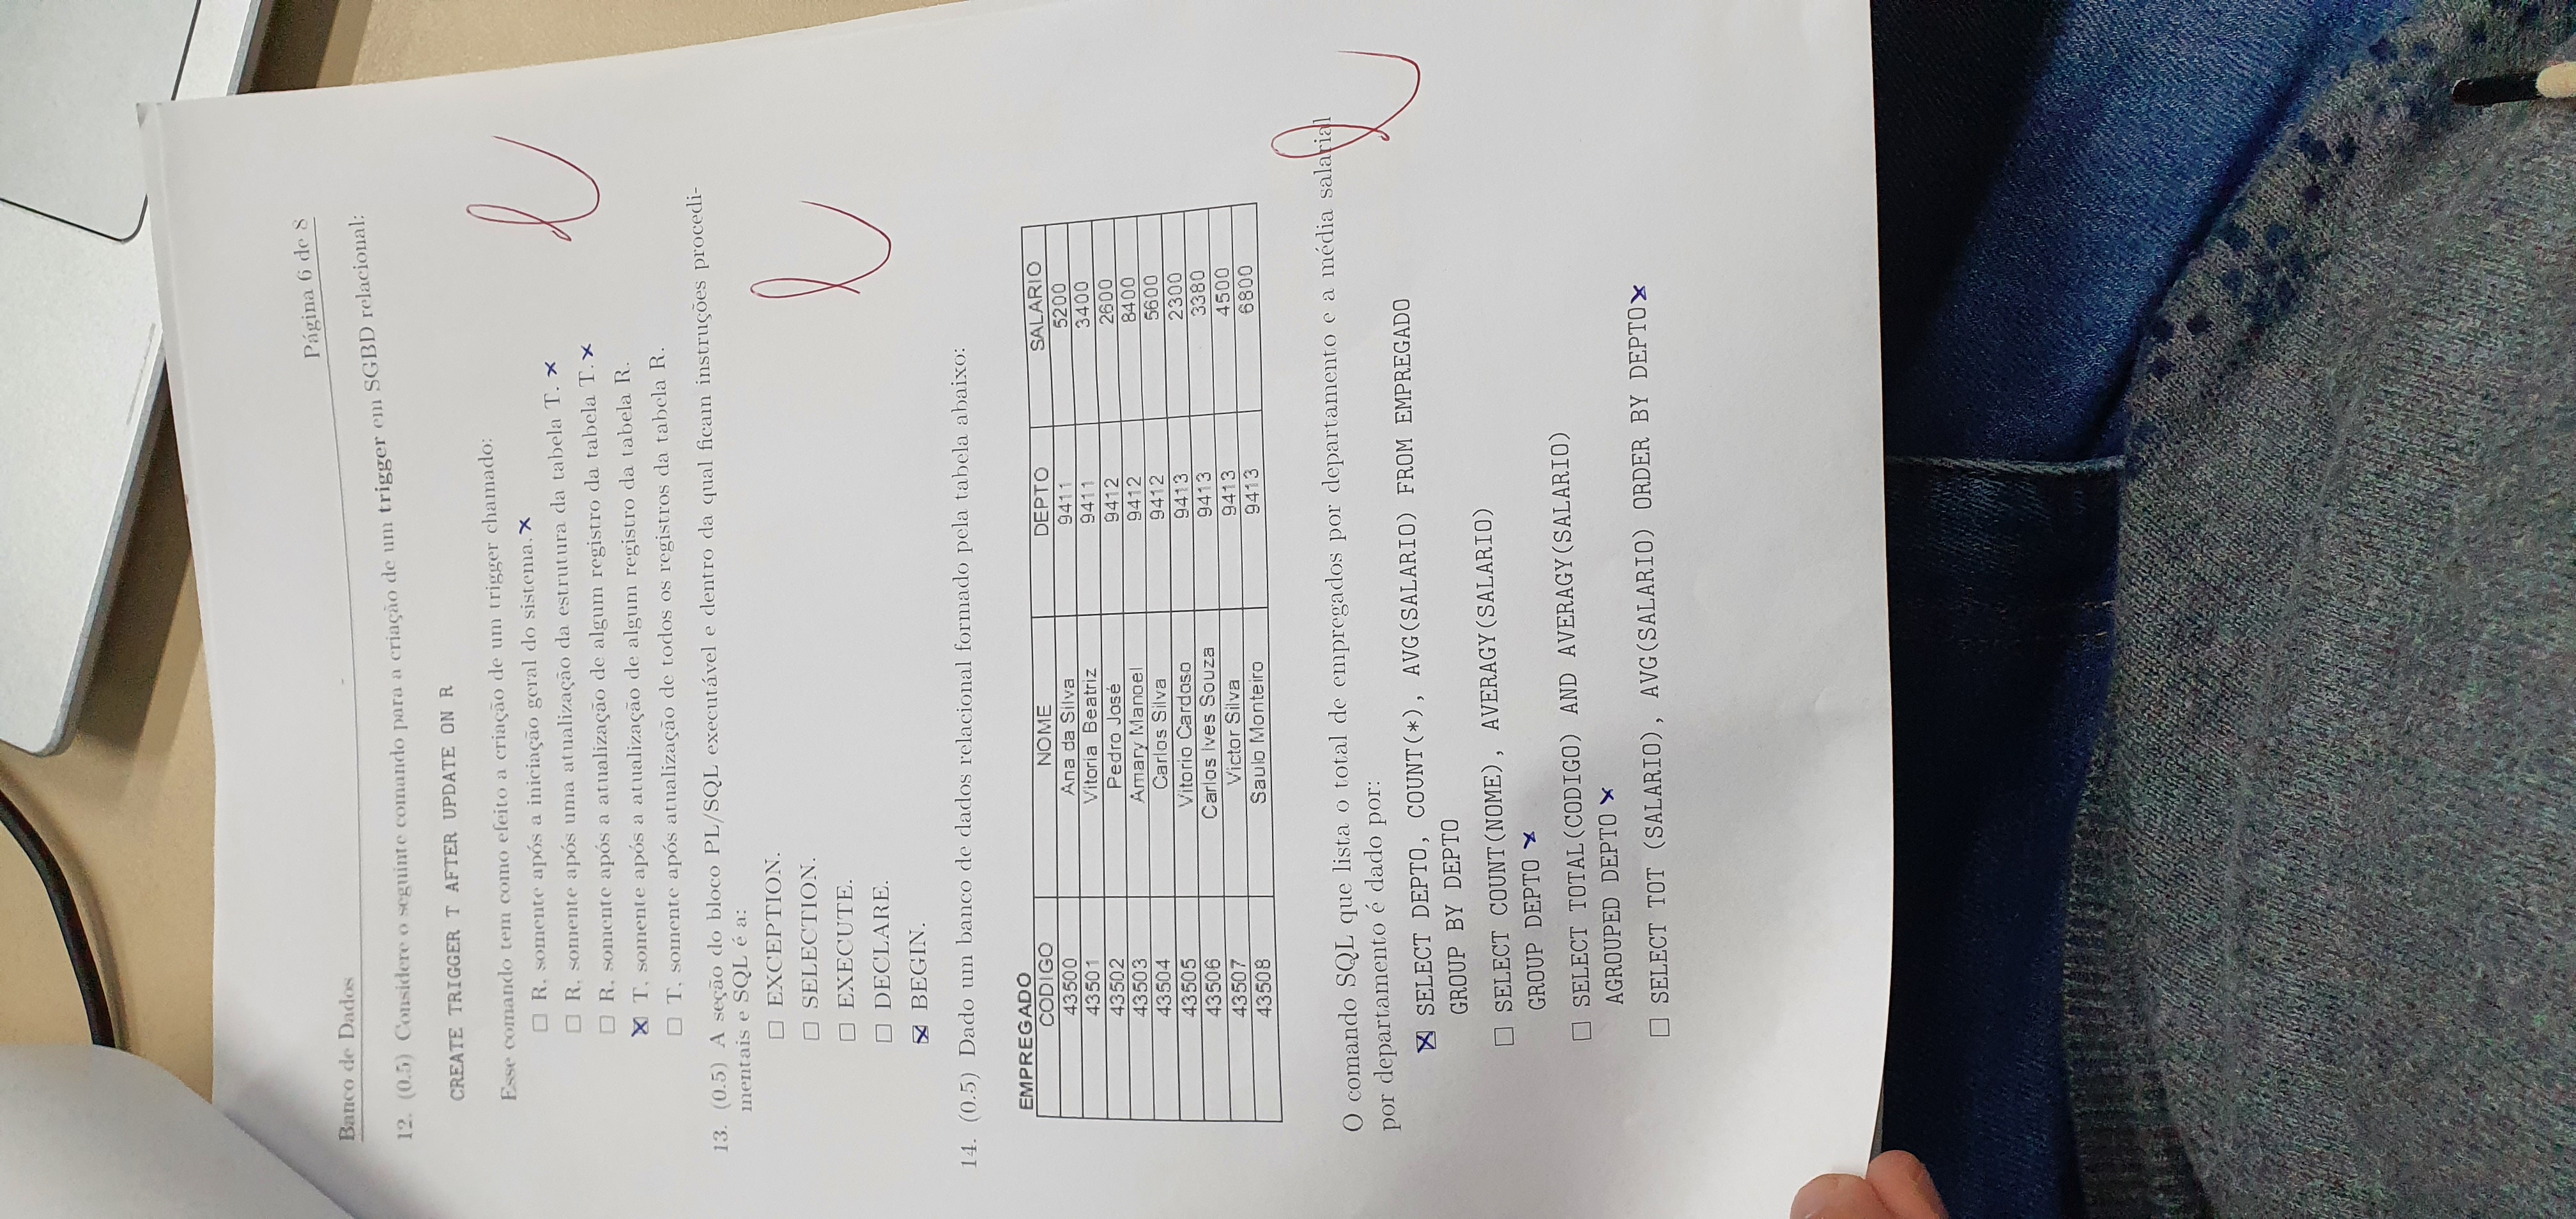 Página 6 de 8
Banco de Dados
12. (0.5) Considere o seguinte comando para a criação de um trigger em SGBD relacional:
CREATE TRIGGER T AFTER UPDATE ON R
Esse comando tem como efeito a criação de um trigger chamado:
R, somente após a iniciação geral do sistema.
R, somente após uma atualização da estrutura da tabela T.
R, somente após a atualização de algum registro da tabela T.
T, somente após a atualização de algum registro da tabela R.
T, somente após atualização de todos os registros da tabela R.
13. (0.5) A seção do bloco PL/SQL executável e dentro da qual ficam instruções procedi-
mentais e SQL é a:
EXCEPTION.
SELECTION.
EXECUTE.
DECLARE.
BEGIN.
14. (0.5) Dado um banco de dados relacional formado pela tabela abaixo:
EMPREGADO
CODIGO NOME DEPTO SALARIO
43500 Ana da Silva 9411 5200
43501 Vitoria Beatriz 9411 3400
43502 Pedro José 9412 2600
43503 Amary Manoel 9412 8400
43504 Carlos Silva 9412 5600
43505 Vitorio Cardoso 9413 2300
43506 Carlos Ives Souza 9413 3380
43507 Victor Silva 9413 4500
43508 Saulo Monteiro 9413 6800
O comando SQL que lista o total de empregados por departamento e a média salarial
por departamento é dado por:
SELECT DEPTO, COUNT(*), AVG(SALARIO) FROM EMPREGADO
GROUP BY DEPTO
SELECT COUNT(NOME), AVERAGY(SALARIO)
GROUP DEPTO
SELECT TOTAL(CODIGO) AND AVERAGY(SALARIO)
AGROUPED DEPTO
SELECT TOT (SALARIO), AVG(SALARIO) ORDER BY DEPTO